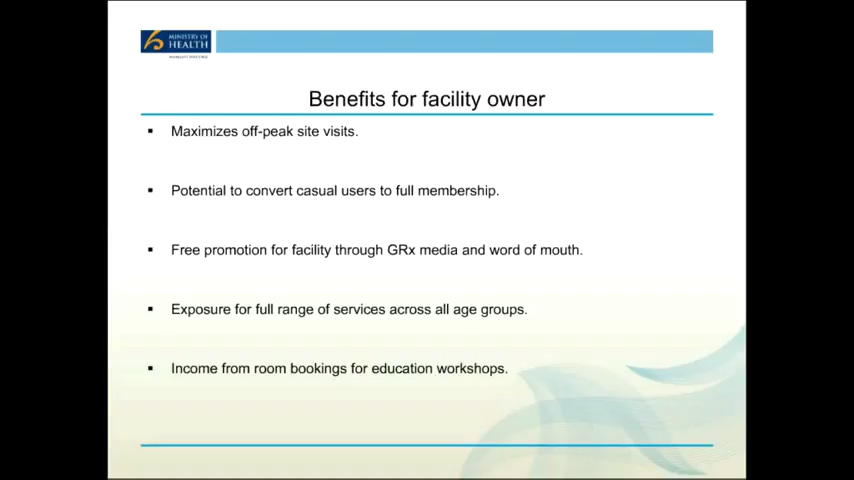 MINISTRY OF
HEALTH
Benefits for facility owner
▪ Maximizes off-peak site visits.
▪ Potential to convert casual users to full membership.
▪ Free promotion for facility through GRx media and word of mouth.
▪ Exposure for full range of services across all age groups.
▪ Income from room bookings for education workshops.